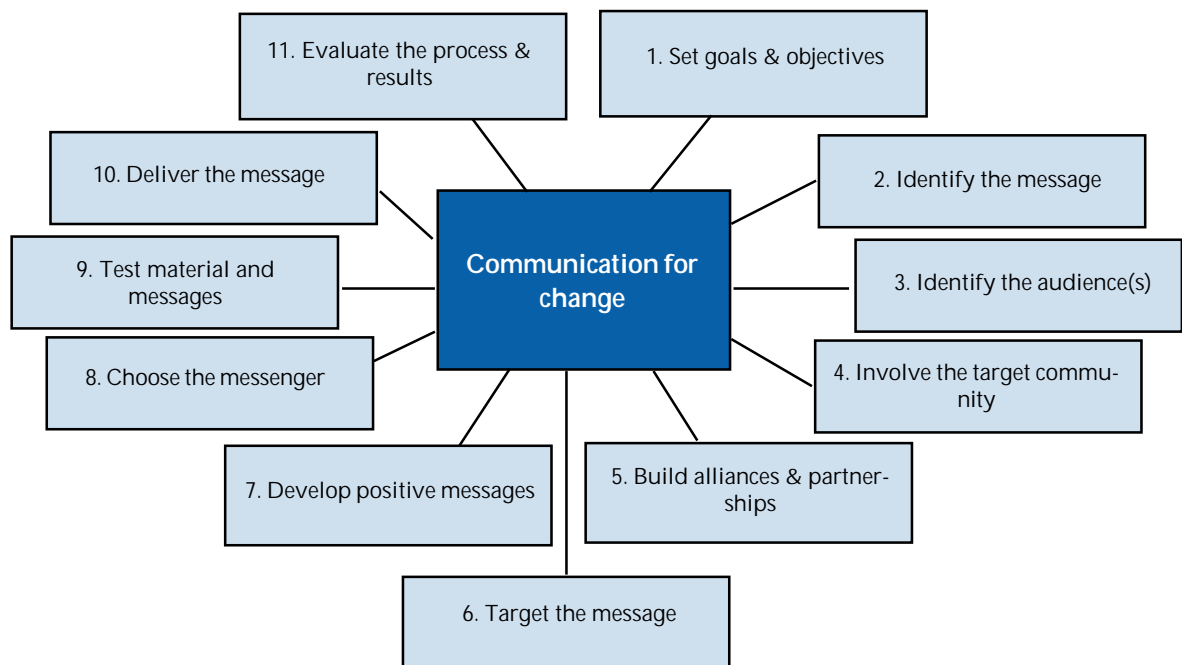 11. Evaluate the process &
results
1. Set goals & objectives
10. Deliver the message
2. Identify the message
9. Test material and
messages
Communication for
change
3. Identify the audience(s)
8. Choose the messenger
4. Involve the target commu-
nity
7. Develop positive messages
5. Build alliances & partner-
ships
6. Target the message